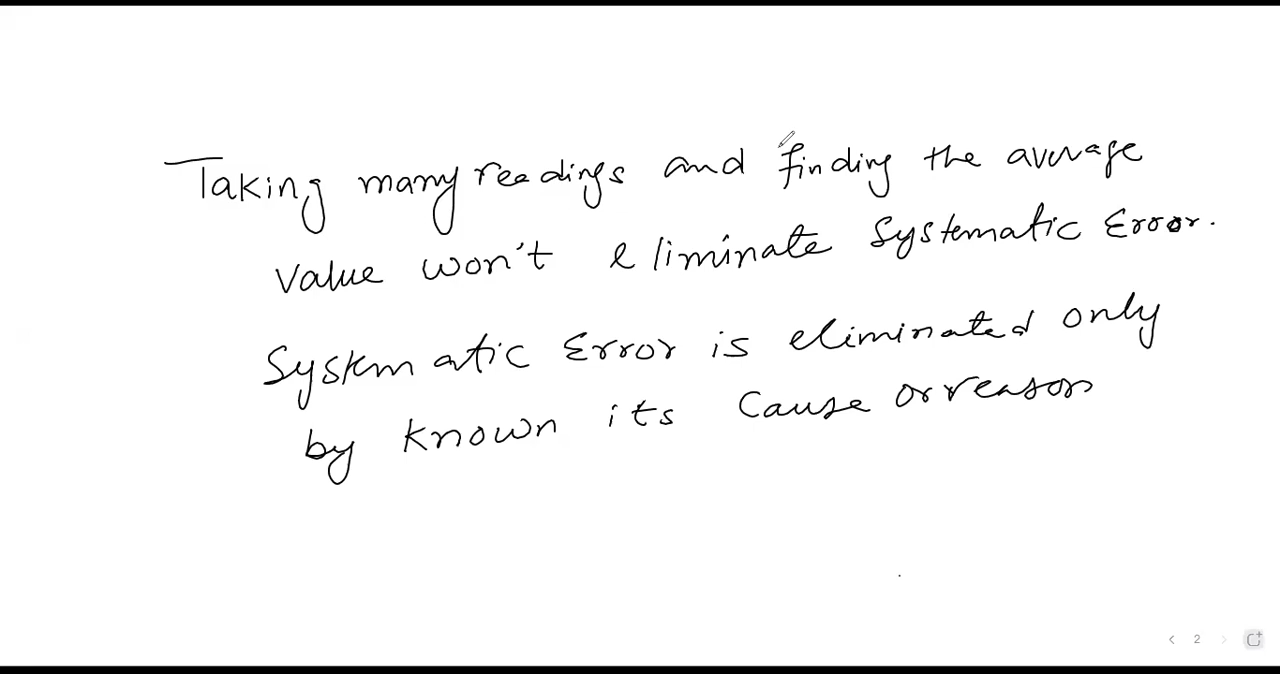 Taking many readings and finding the average
value won't eliminate systematic Error.
Systematic Error is eliminated only
by known its cause or reason
2